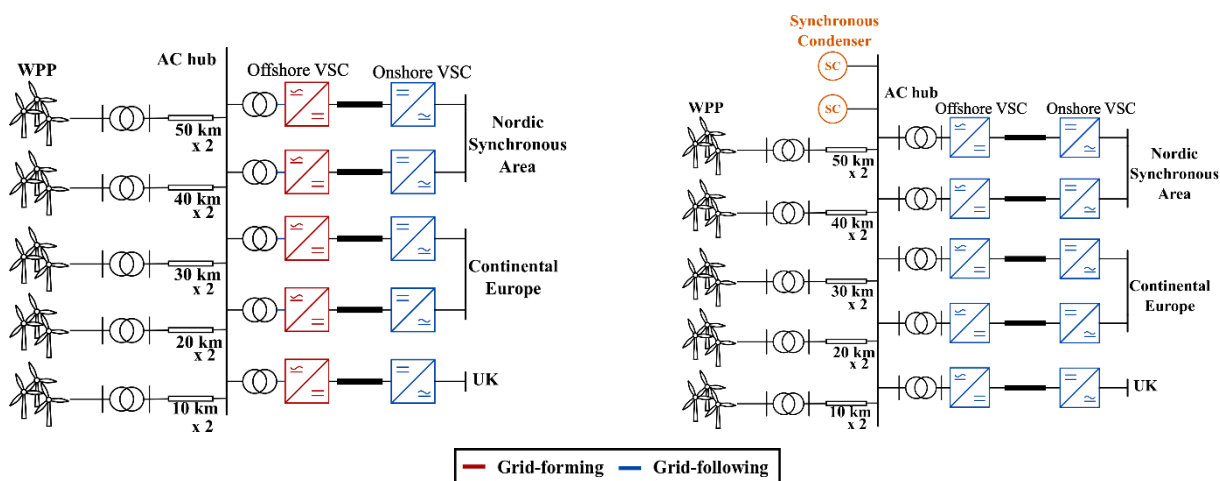 WPP
AC hub
Offshore VSC
Onshore VSC
50 km
x 2
40 km
x 2
30 km
x 2
20 km
x 2
10 km
x 2
Nordic
Synchronous
Area
Continental
Europe
UK
Synchronous
Condenser
SC
SC
WPP
AC hub
Offshore VSC
Onshore VSC
50 km
x 2
40 km
x 2
30 km
x 2
20 km
x 2
10 km
x 2
Nordic
Synchronous
Area
Continental
Europe
UK
Grid-forming
Grid-following